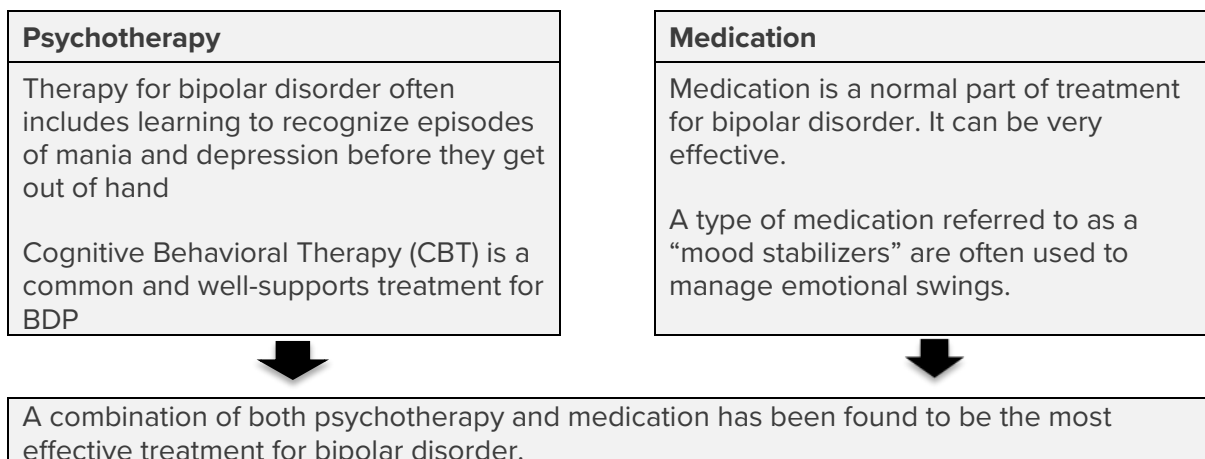 Psychotherapy
Therapy for bipolar disorder often
includes learning to recognize episodes
of mania and depression before they get
out of hand
Cognitive Behavioral Therapy (CBT) is a
common and well-supports treatment for
BDP
Medication
Medication is a normal part of treatment
for bipolar disorder. It can be very
effective.
A type of medication referred to as a
“mood stabilizers” are often used to
manage emotional swings.
A combination of both psychotherapy and medication has been found to be the most
effective treatment for bipolar disorder.